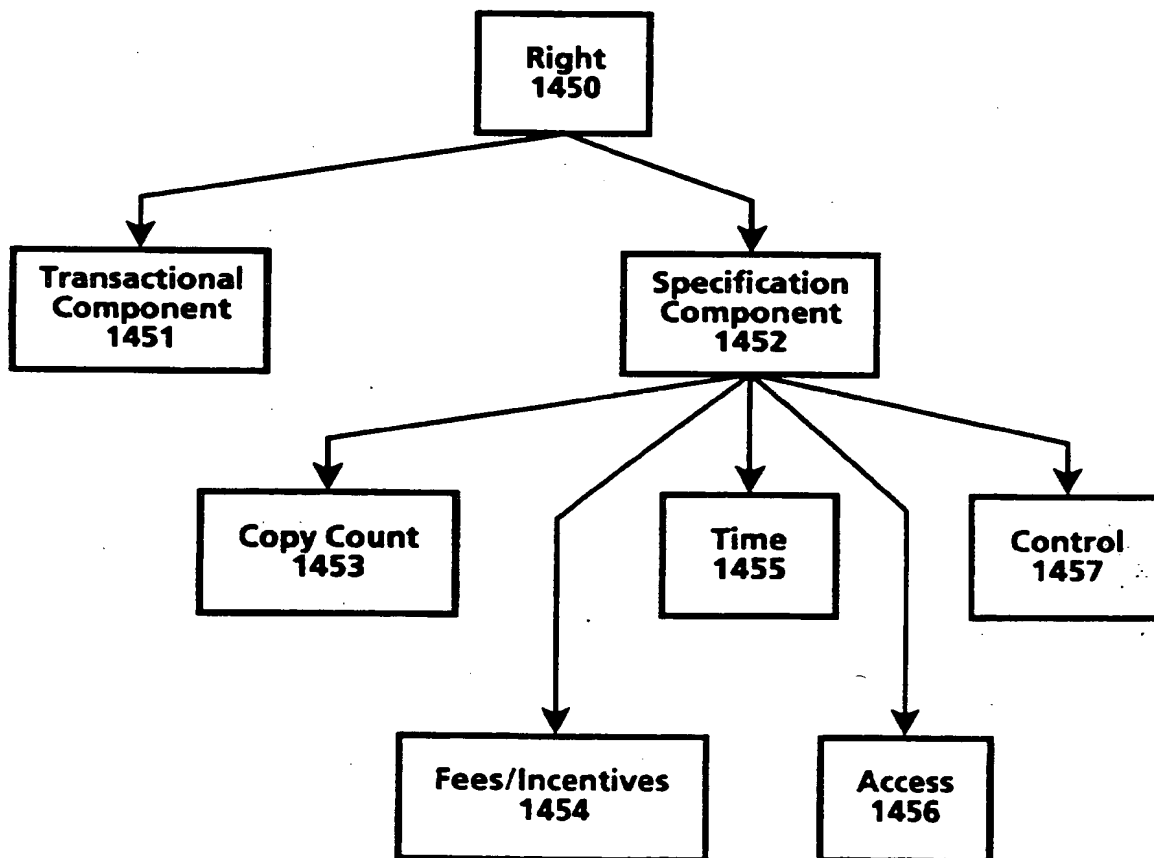 Right
1450
Transactional
Component
1451
Specification
Component
1452
Copy Count
1453
Time
1455
Control
1457
Fees/Incentives
1454
Access
1456